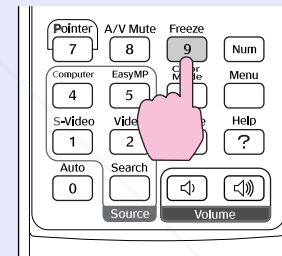 Pointer A/V Mute Freeze
7 8 9 Num
Computer EasyMP Menu
4 5
S-Video Help
1 2 ?
Auto Search
0
Source Volume